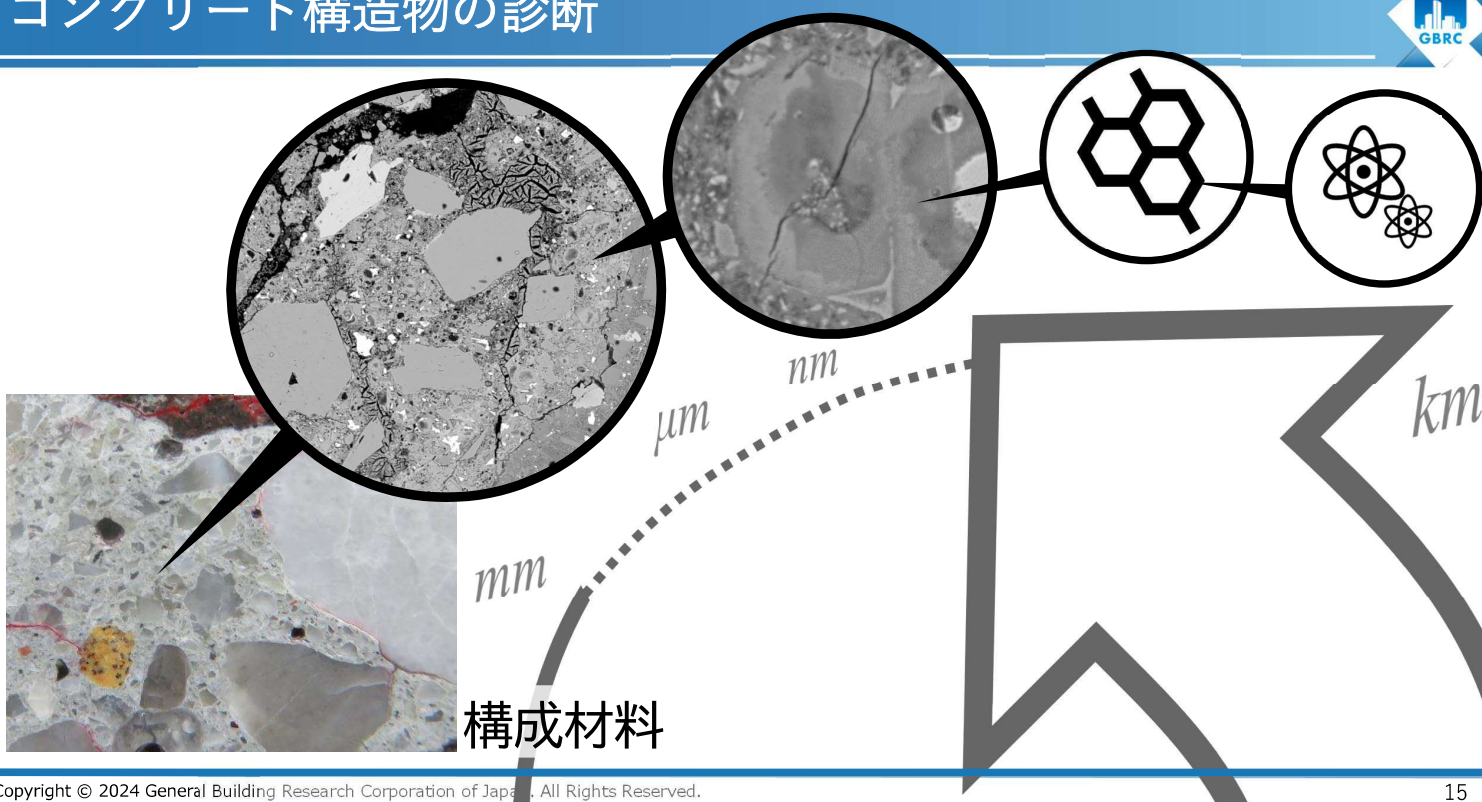 コンクリート構造物の診断
GBRC
nm
μm
km
mm
構成材料
Copyright © 2024 General Building Research Corporation of Japa . All Rights Reserved.
15